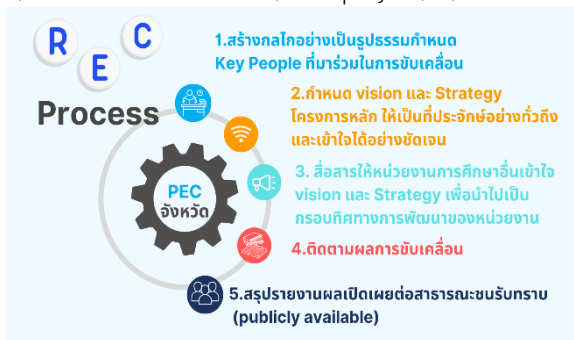 R E C
Process
1.สร้างกลไกอย่างเป็นรูปธรรมกำหนด
Key People ที่มาร่วมในการขับเคลื่อน
2.กำหนด vision และ Strategy
โครงการหลัก ให้เป็นที่ประจักษ์อย่างทั่วถึง
และเข้าใจได้อย่างชัดเจน
PEC
จังหวัด
3. สื่อสารให้หน่วยงานการศึกษาอื่นเข้าใจ
vision และ Strategy เพื่อนำไปเป็น
กรอบทิศทางการพัฒนาของหน่วยงาน
4.ติดตามผลการขับเคลื่อน
5.สรุปรายงานผลเปิดเผยต่อสาธารณะชนรับทราบ
(publicly available)